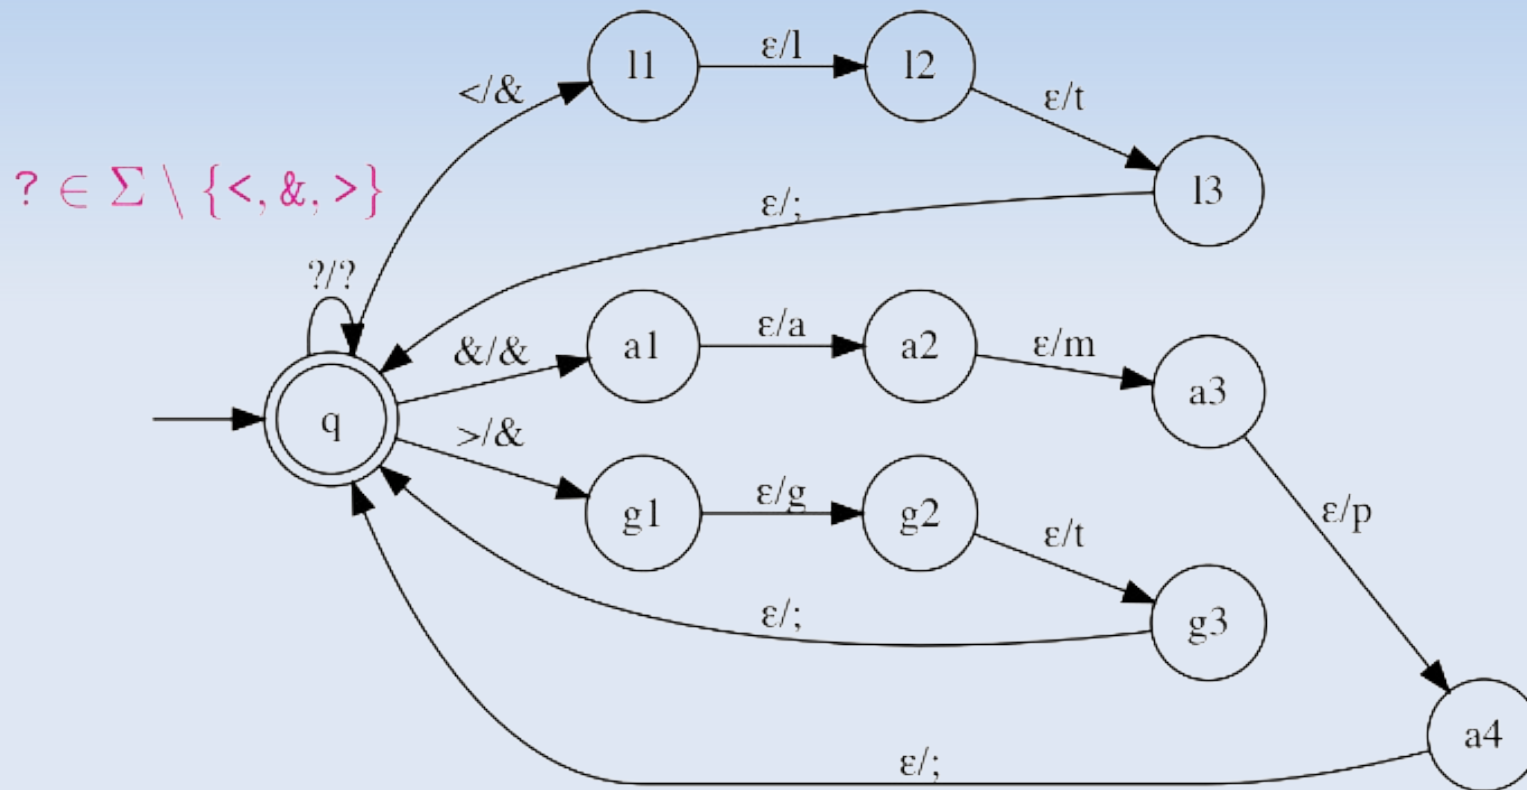 l1
ε/l
l2
</&
ε/t
? ∈ Σ \ {<, &, >}
l3
ε/;
?/?
&/&
a1
ε/a
a2
ε/m
a3
q
>/&
g1
ε/g
g2
ε/t
ε/p
ε/;
g3
a4
ε/;